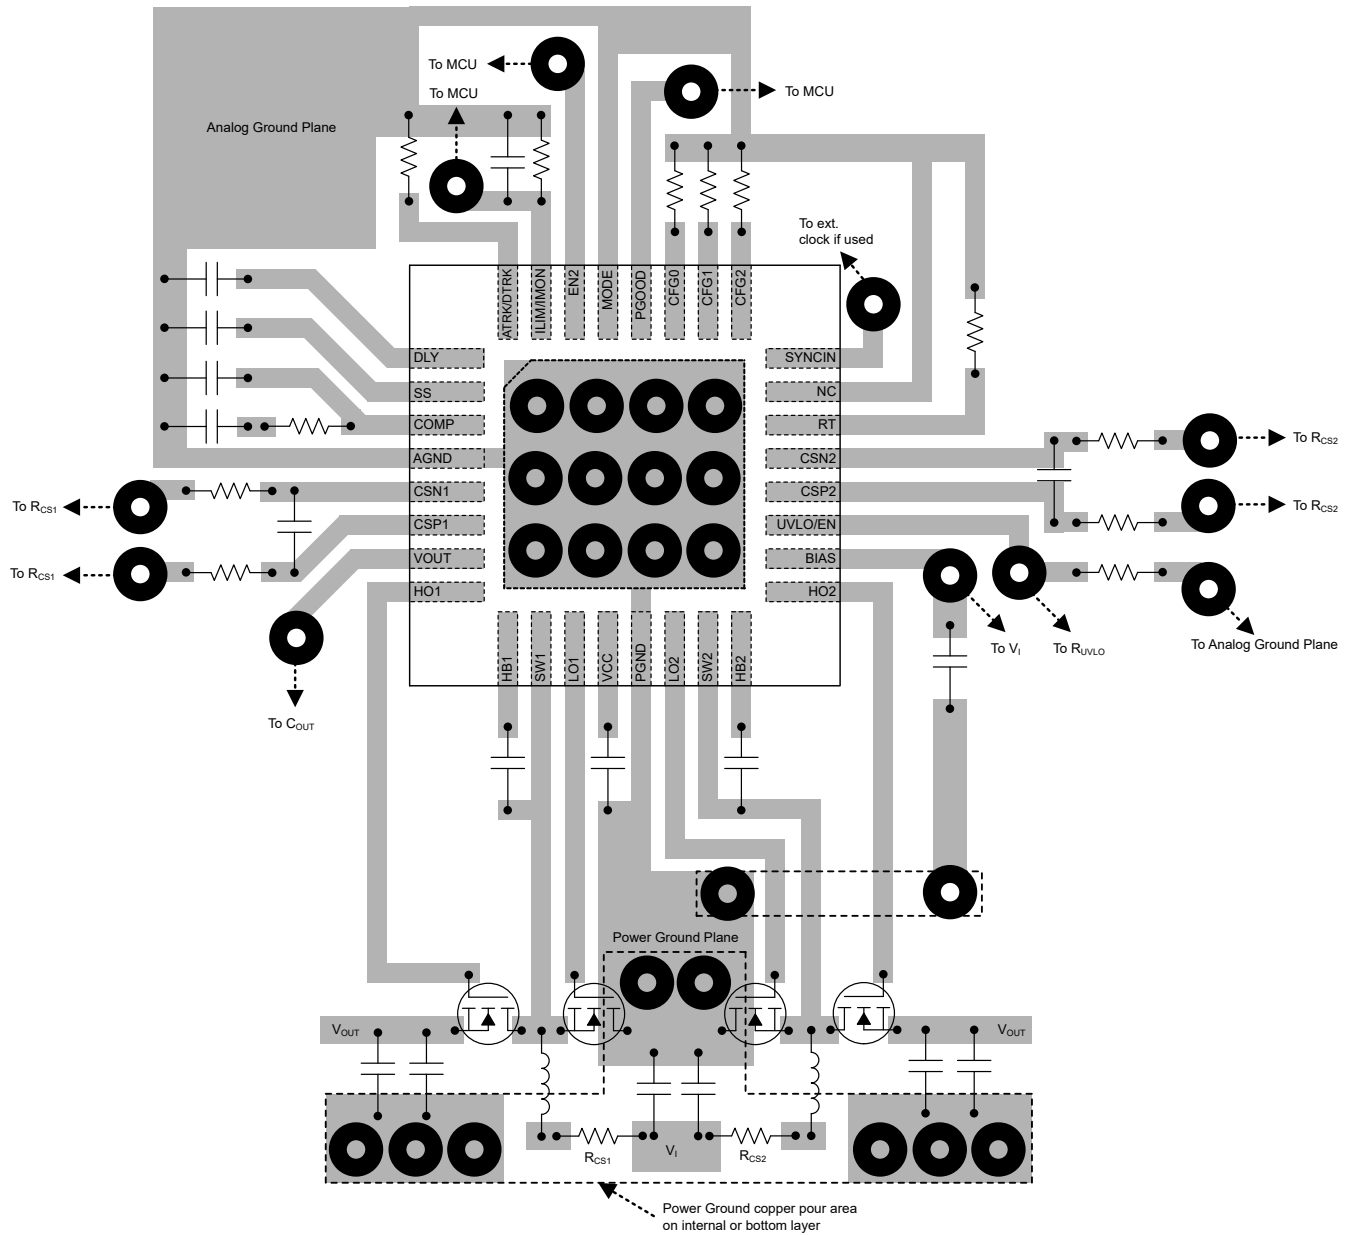 To MCU
To MCU
To MCU
Analog Ground Plane
To ext.
clock if used
ATRK/DTRK
ILIM/IMON
EN2
MODE
PGOOD
CFG0
CFG1
CFG2
DLY
SS
COMP
AGND
CSN1
CSP1
VOUT
HO1
SYNCIN
NC
RT
CSN2
CSP2
UVLO/EN
BIAS
HO2
HB1
SW1
LO1
VCC
PGND
LO2
SW2
HB2
To RCS1
To RCS1
To COUT
To RCS2
To RCS2
To VI
To RUVLO
To Analog Ground Plane
Power Ground Plane
VOUT
VOUT
RCS1
VI
RCS2
Power Ground copper pour area
on internal or bottom layer